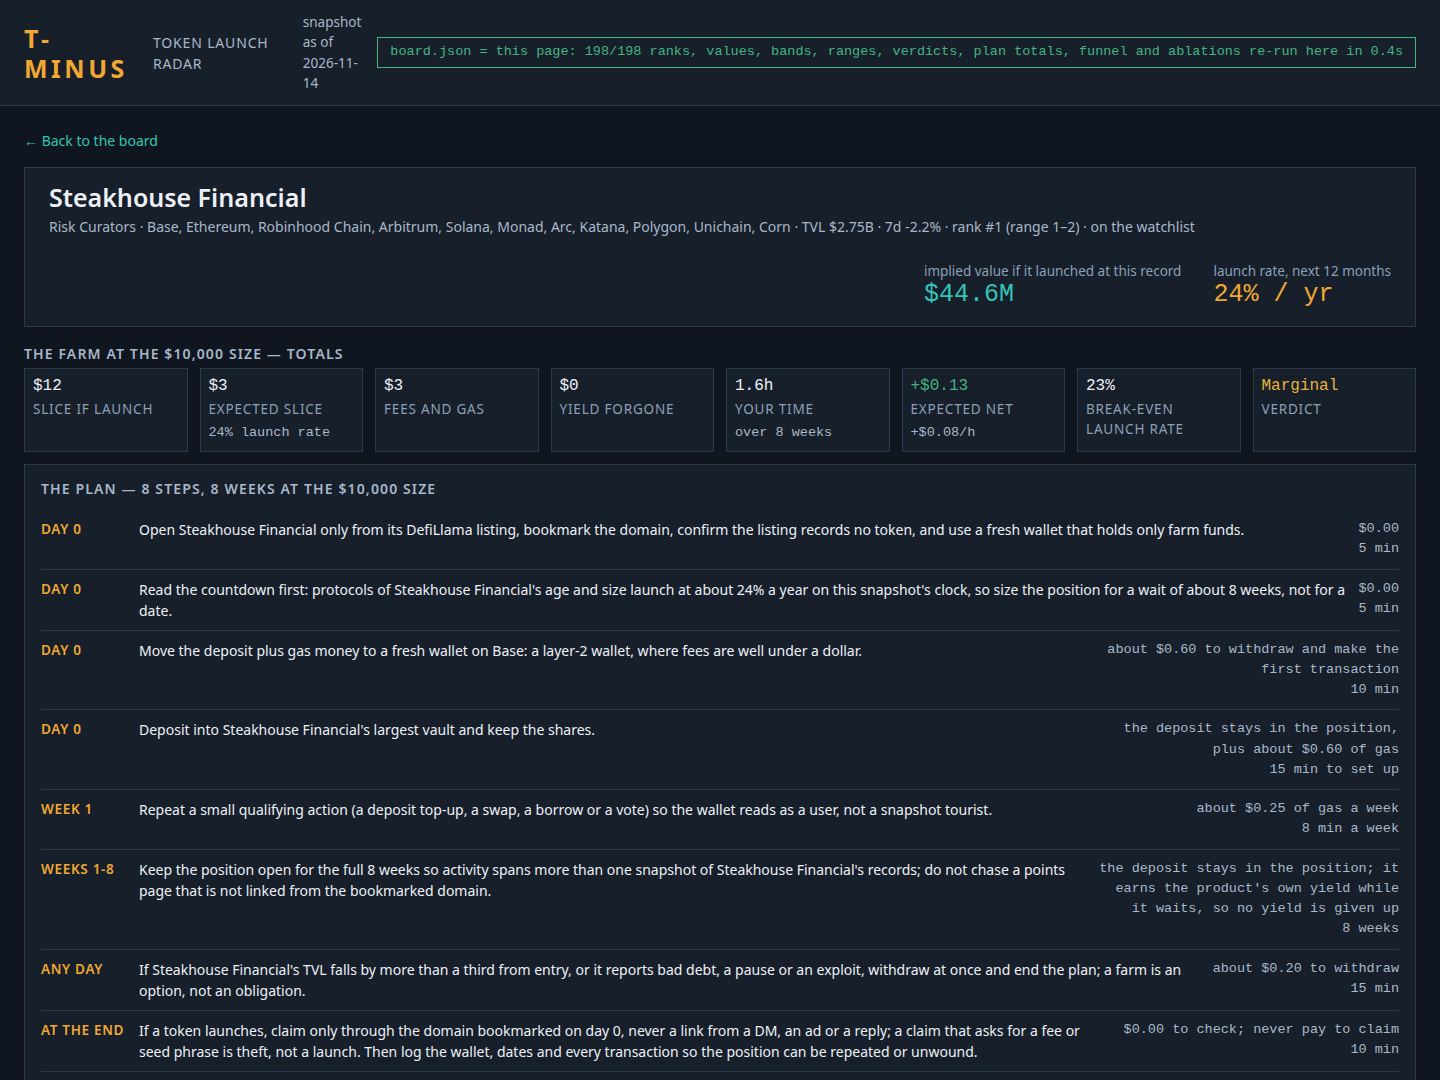 T-
MINUS
TOKEN LAUNCH
RADAR
snapshot
as of
2026-11-
14
board.json = this page: 198/198 ranks, values, bands, ranges, verdicts, plan totals, funnel and ablations re-run here in 0.4s
← Back to the board
Steakhouse Financial
Risk Curators · Base, Ethereum, Robinhood Chain, Arbitrum, Solana, Monad, Arc, Katana, Polygon, Unichain, Corn · TVL $2.75B · 7d -2.2% · rank #1 (range 1–2) · on the watchlist
implied value if it launched at this record
$44.6M
launch rate, next 12 months
24% / yr
THE FARM AT THE $10,000 SIZE — TOTALS
$12
SLICE IF LAUNCH
$3
EXPECTED SLICE
24% launch rate
$3
FEES AND GAS
$0
YIELD FORGONE
1.6h
YOUR TIME
over 8 weeks
+$0.13
EXPECTED NET
+$0.08/h
23%
BREAK-EVEN
LAUNCH RATE
Marginal
VERDICT
THE PLAN — 8 STEPS, 8 WEEKS AT THE $10,000 SIZE
DAY 0
Open Steakhouse Financial only from its DefiLlama listing, bookmark the domain, confirm the listing records no token, and use a fresh wallet that holds only farm funds.
$0.00
5 min
DAY 0
Read the countdown first: protocols of Steakhouse Financial's age and size launch at about 24% a year on this snapshot's clock, so size the position for a wait of about 8 weeks, not for a
date.
$0.00
5 min
DAY 0
Move the deposit plus gas money to a fresh wallet on Base: a layer-2 wallet, where fees are well under a dollar.
about $0.60 to withdraw and make the
first transaction
10 min
DAY 0
Deposit into Steakhouse Financial's largest vault and keep the shares.
the deposit stays in the position,
plus about $0.60 of gas
15 min to set up
WEEK 1
Repeat a small qualifying action (a deposit top-up, a swap, a borrow or a vote) so the wallet reads as a user, not a snapshot tourist.
about $0.25 of gas a week
8 min a week
WEEKS 1-8
Keep the position open for the full 8 weeks so activity spans more than one snapshot of Steakhouse Financial's records; do not chase a points
page that is not linked from the bookmarked domain.
the deposit stays in the position; it
earns the product's own yield while
it waits, so no yield is given up
8 weeks
ANY DAY
If Steakhouse Financial's TVL falls by more than a third from entry, or it reports bad debt, a pause or an exploit, withdraw at once and end the plan; a farm is an
option, not an obligation.
about $0.20 to withdraw
15 min
AT THE END
If a token launches, claim only through the domain bookmarked on day 0, never a link from a DM, an ad or a reply; a claim that asks for a fee or
seed phrase is theft, not a launch. Then log the wallet, dates and every transaction so the position can be repeated or unwound.
$0.00 to check; never pay to claim
10 min